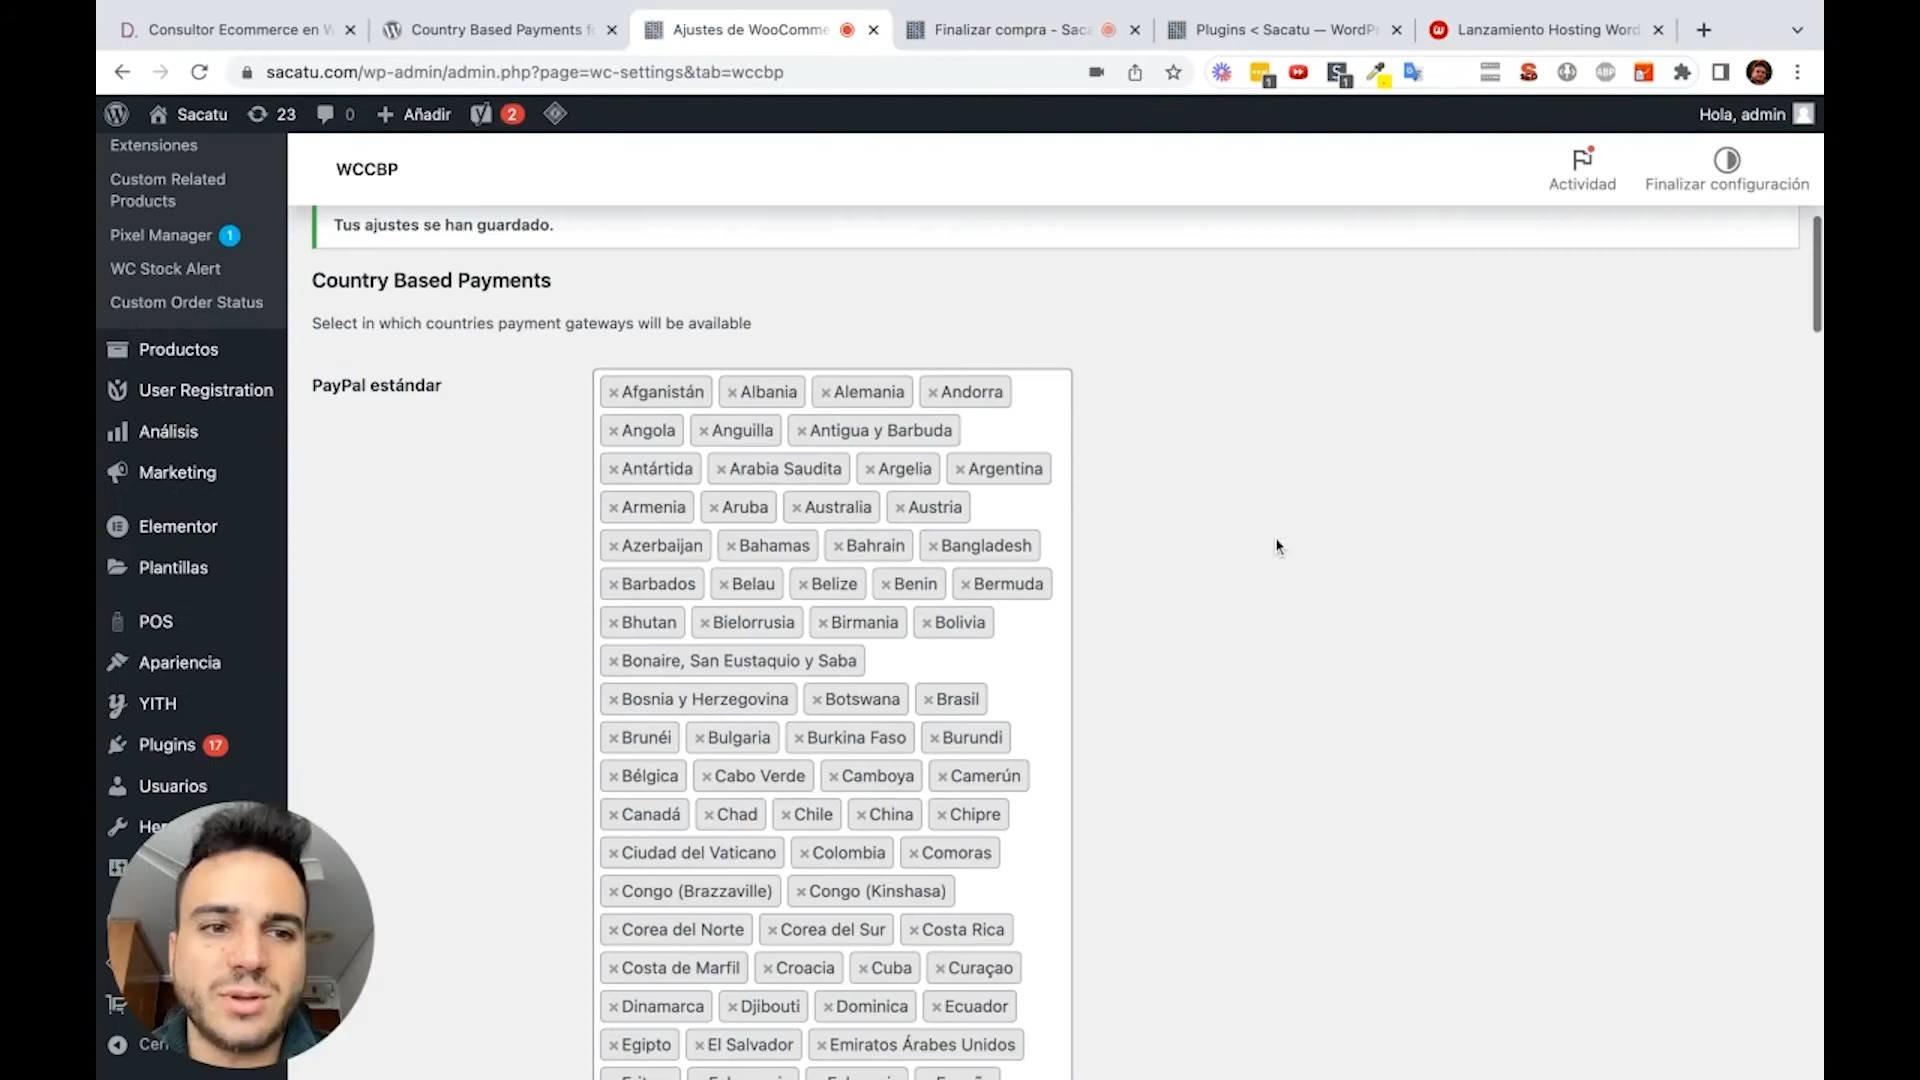 Consultor Ecommerce en W
Country Based Payments fo
Ajustes de WooComme
Finalizar compra - Saca
Plugins < Sacatu — WordPr
Lanzamiento Hosting Word
sacatu.com/wp-admin/admin.php?page=wc-settings&tab=wccbp
Sacatu
23
0
Añadir
2
Hola, admin
Extensiones
Custom Related
Products
Pixel Manager 1
WC Stock Alert
Custom Order Status
Productos
User Registration
Análisis
Marketing
Elementor
Plantillas
POS
Apariencia
YITH
Plugins 17
Usuarios
WCCBP
Actividad
Finalizar configuración
Tus ajustes se han guardado.
Country Based Payments
Select in which countries payment gateways will be available
PayPal estándar
×Afganistán ×Albania ×Alemania ×Andorra
×Angola ×Anguilla ×Antigua y Barbuda
×Antártida ×Arabia Saudita ×Argelia ×Argentina
×Armenia ×Aruba ×Australia ×Austria
×Azerbaijan ×Bahamas ×Bahrain ×Bangladesh
×Barbados ×Belau ×Belize ×Benin ×Bermuda
×Bhutan ×Bielorrusia ×Birmania ×Bolivia
×Bonaire, San Eustaquio y Saba
×Bosnia y Herzegovina ×Botswana ×Brasil
×Brunéi ×Bulgaria ×Burkina Faso ×Burundi
×Bélgica ×Cabo Verde ×Camboya ×Camerún
×Canadá ×Chad ×Chile ×China ×Chipre
×Ciudad del Vaticano ×Colombia ×Comoras
×Congo (Brazzaville) ×Congo (Kinshasa)
×Corea del Norte ×Corea del Sur ×Costa Rica
×Costa de Marfil ×Croacia ×Cuba ×Curaçao
×Dinamarca ×Djibouti ×Dominica ×Ecuador
×Egipto ×El Salvador ×Emiratos Árabes Unidos